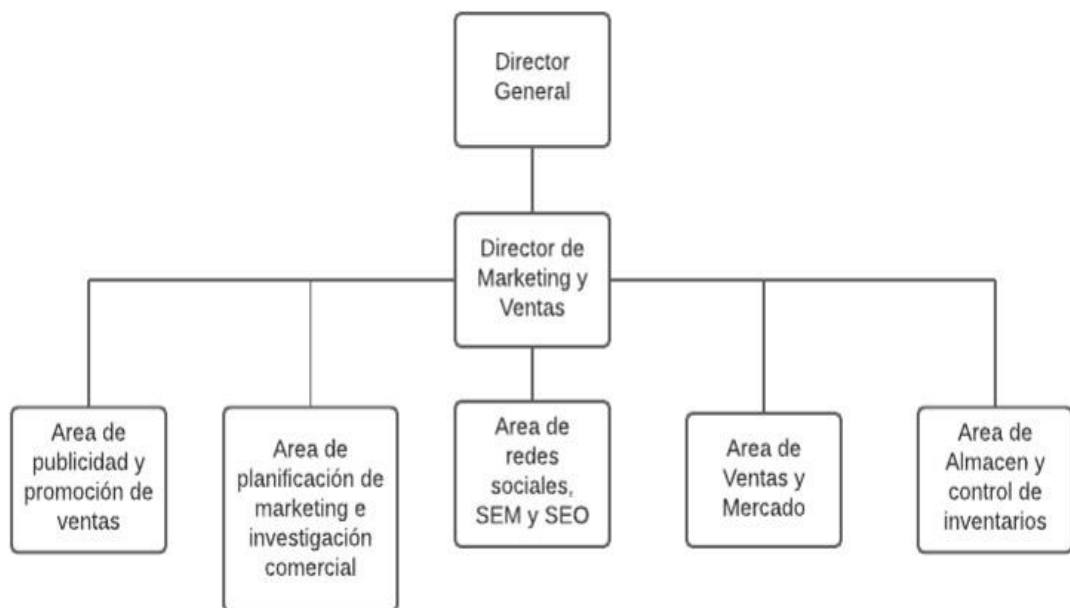 Director
General
Director de
Marketing y
Ventas
Area de
publicidad y
promoción de
ventas
Area de
planificación de
marketing e
investigación
comercial
Area de
redes
sociales,
SEM y SEO
Area de
Ventas y
Mercado
Area de
Almacen y
control de
inventarios